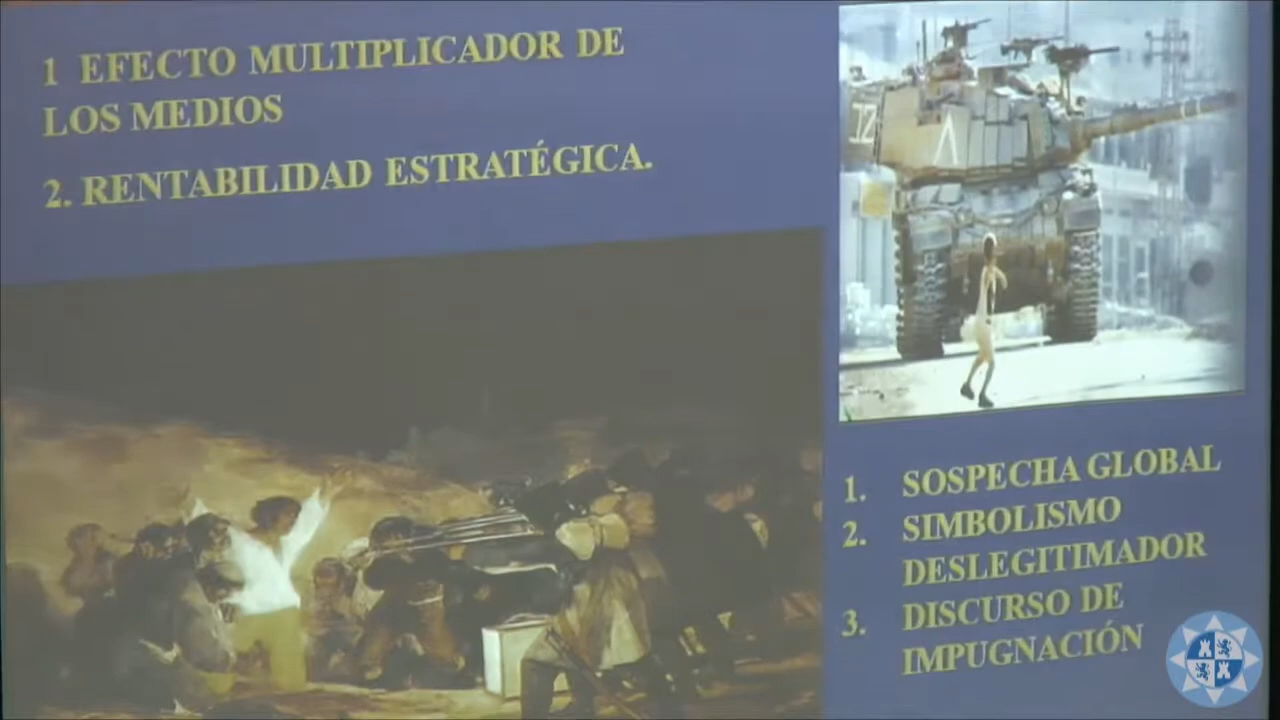 1 EFECTO MULTIPLICADOR DE
LOS MEDIOS
2. RENTABILIDAD ESTRATÉGICA.
1. SOSPECHA GLOBAL
2. SIMBOLISMO
DESLEGITIMADOR
3. DISCURSO DE
IMPUGNACIÓN